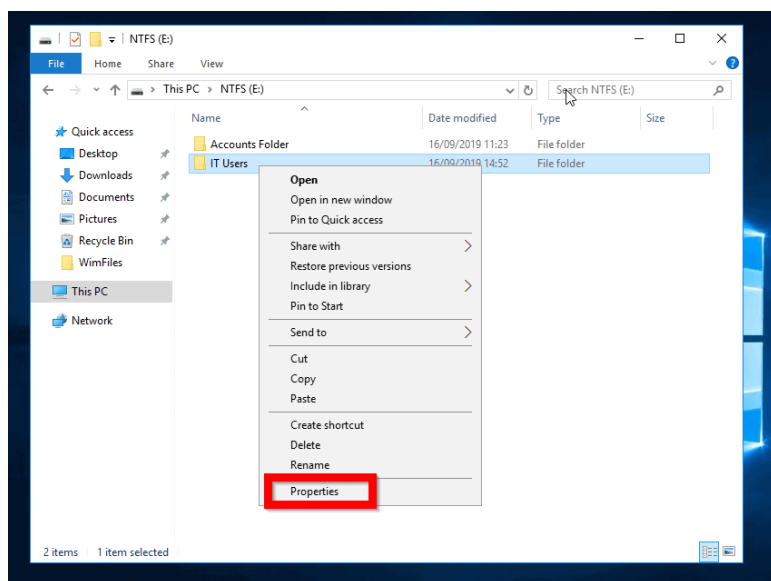 NTFS (E:)
File Home Share View
This PC > NTFS (E:) Search NTFS (E:)
Name Date modified Type Size
Quick access
Desktop
Downloads
Documents
Pictures
Recycle Bin
WimFiles
This PC
Network
Accounts Folder 16/09/2019 11:23 File folder
IT Users 16/09/2019 14:52 File folder
Open
Open in new window
Pin to Quick access
Share with
Restore previous versions
Include in library
Pin to Start
Send to
Cut
Copy
Paste
Create shortcut
Delete
Rename
Properties
2 items 1 item selected